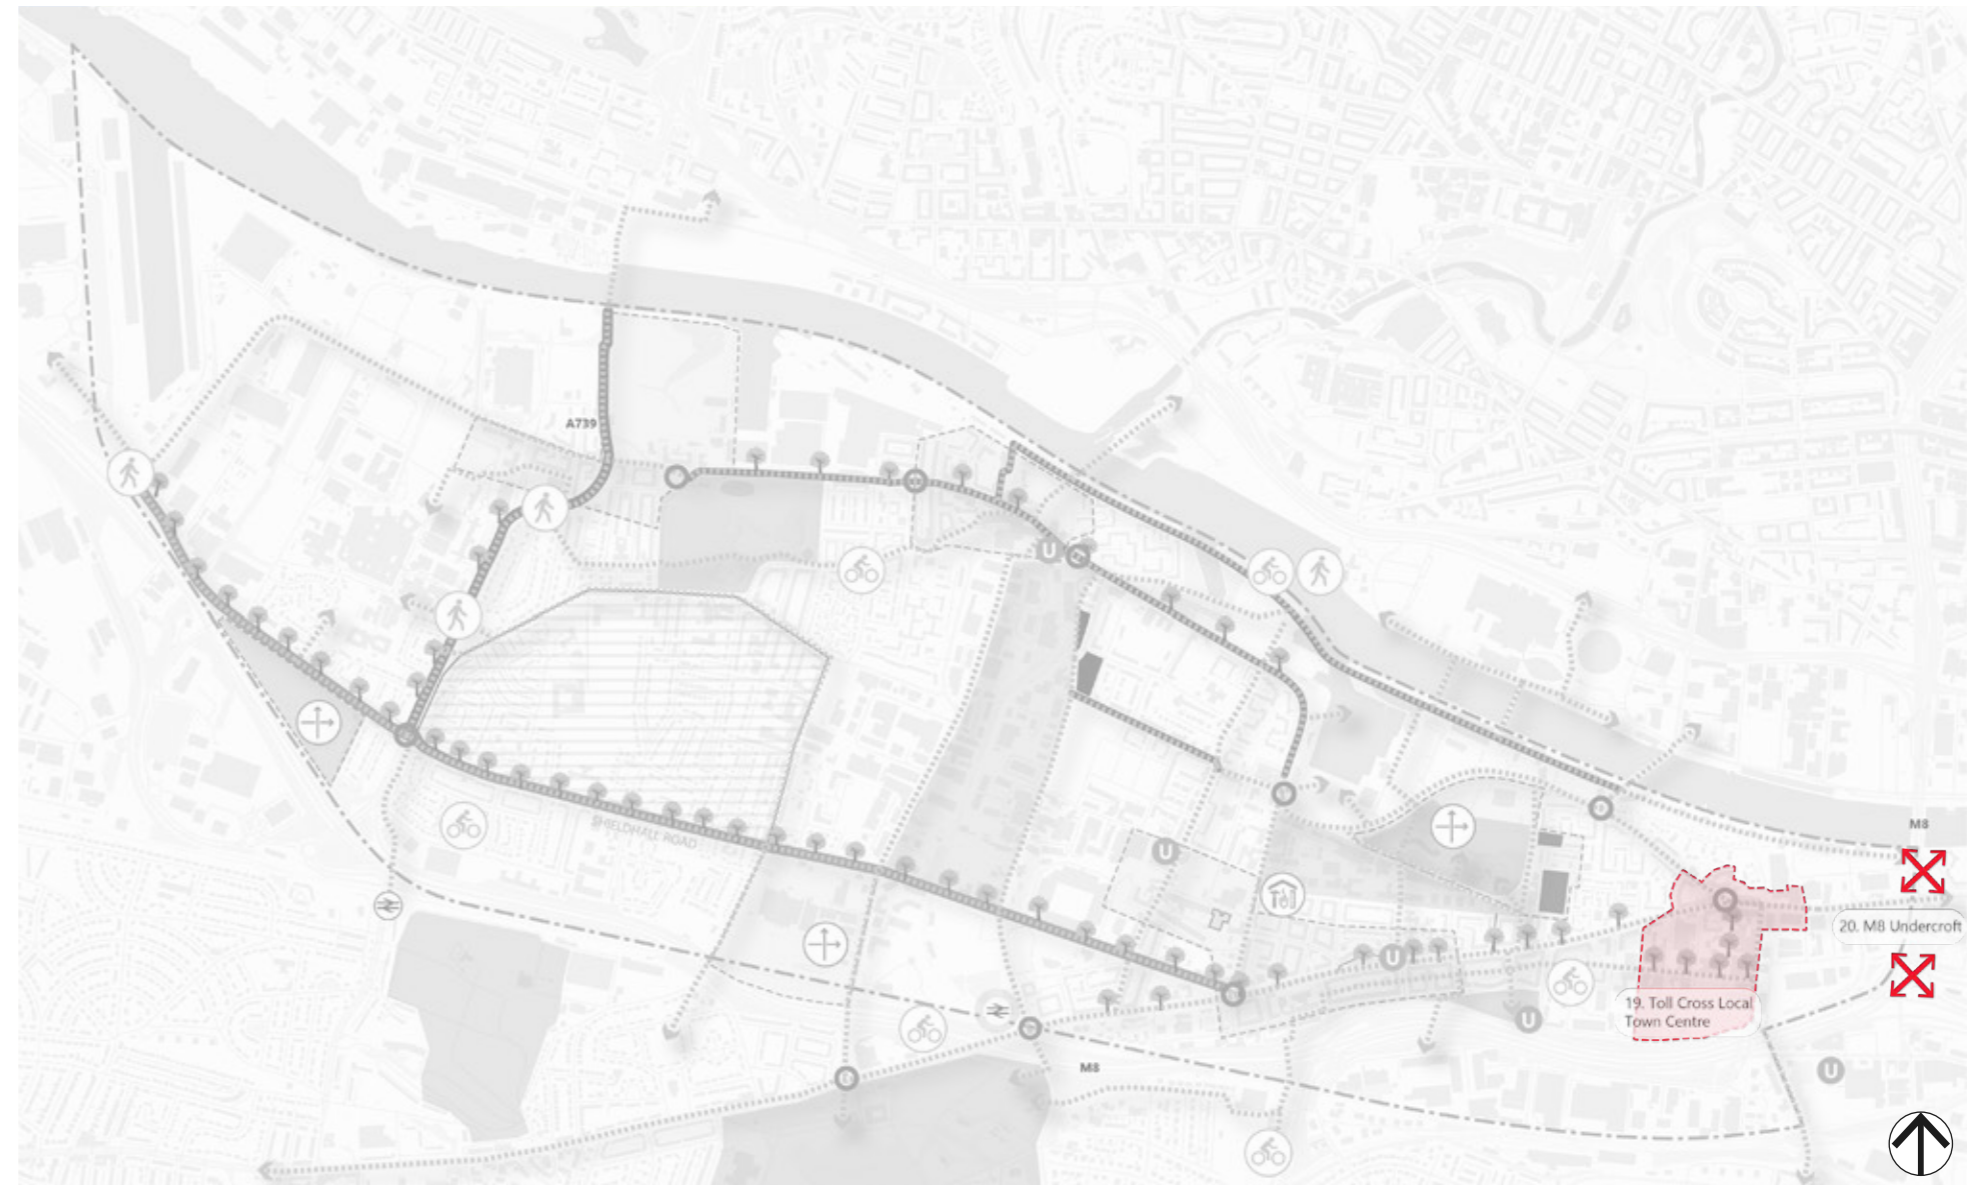 A739
U
SHIELDHALL ROAD
M8
U
U
20. M8 Undercroft
19. Toll Cross Local
Town Centre
U
M8
U